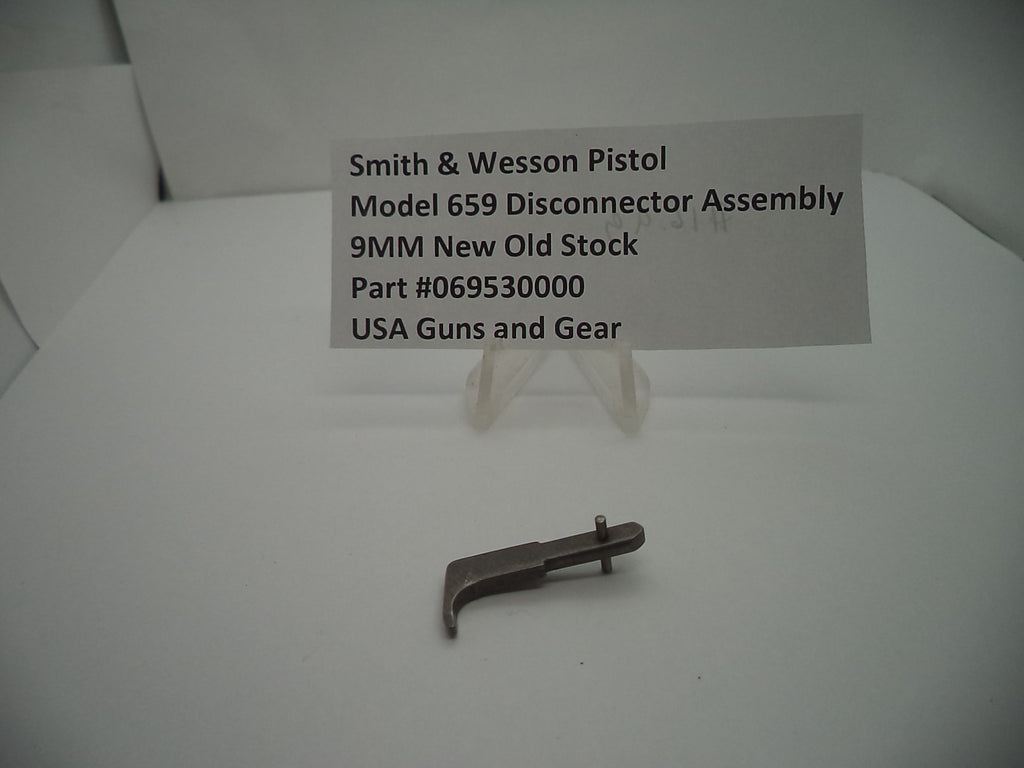 Smith & Wesson Pistol
Model 659 Disconnector Assembly
9MM New Old Stock
Part #069530000
USA Guns and Gear